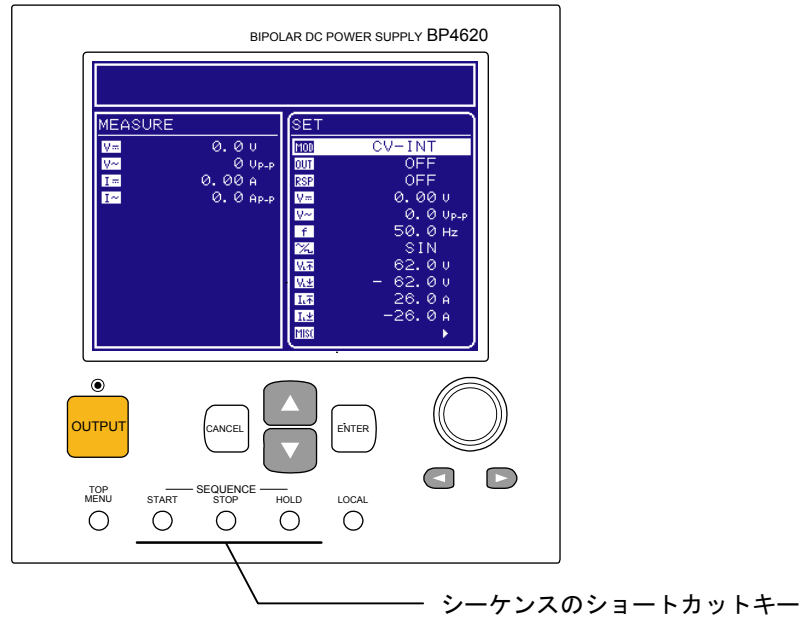 BIPOLAR DC POWER SUPPLY BP4620
MEASURE
V⎓ 0.0 V
V~ 0 Vp-p
I⎓ 0.00 A
I~ 0.0 Ap-p
SET
MOD CV-INT
OUT OFF
RSP OFF
V⎓ 0.00 V
V~ 0.0 Vp-p
f 50.0 Hz
SIN
V 62.0 V
V - 62.0 V
I 26.0 A
I -26.0 A
MISC
OUTPUT
CANCEL
ENTER
TOP
MENU
SEQUENCE
START
STOP
HOLD
LOCAL
シーケンスのショートカットキー